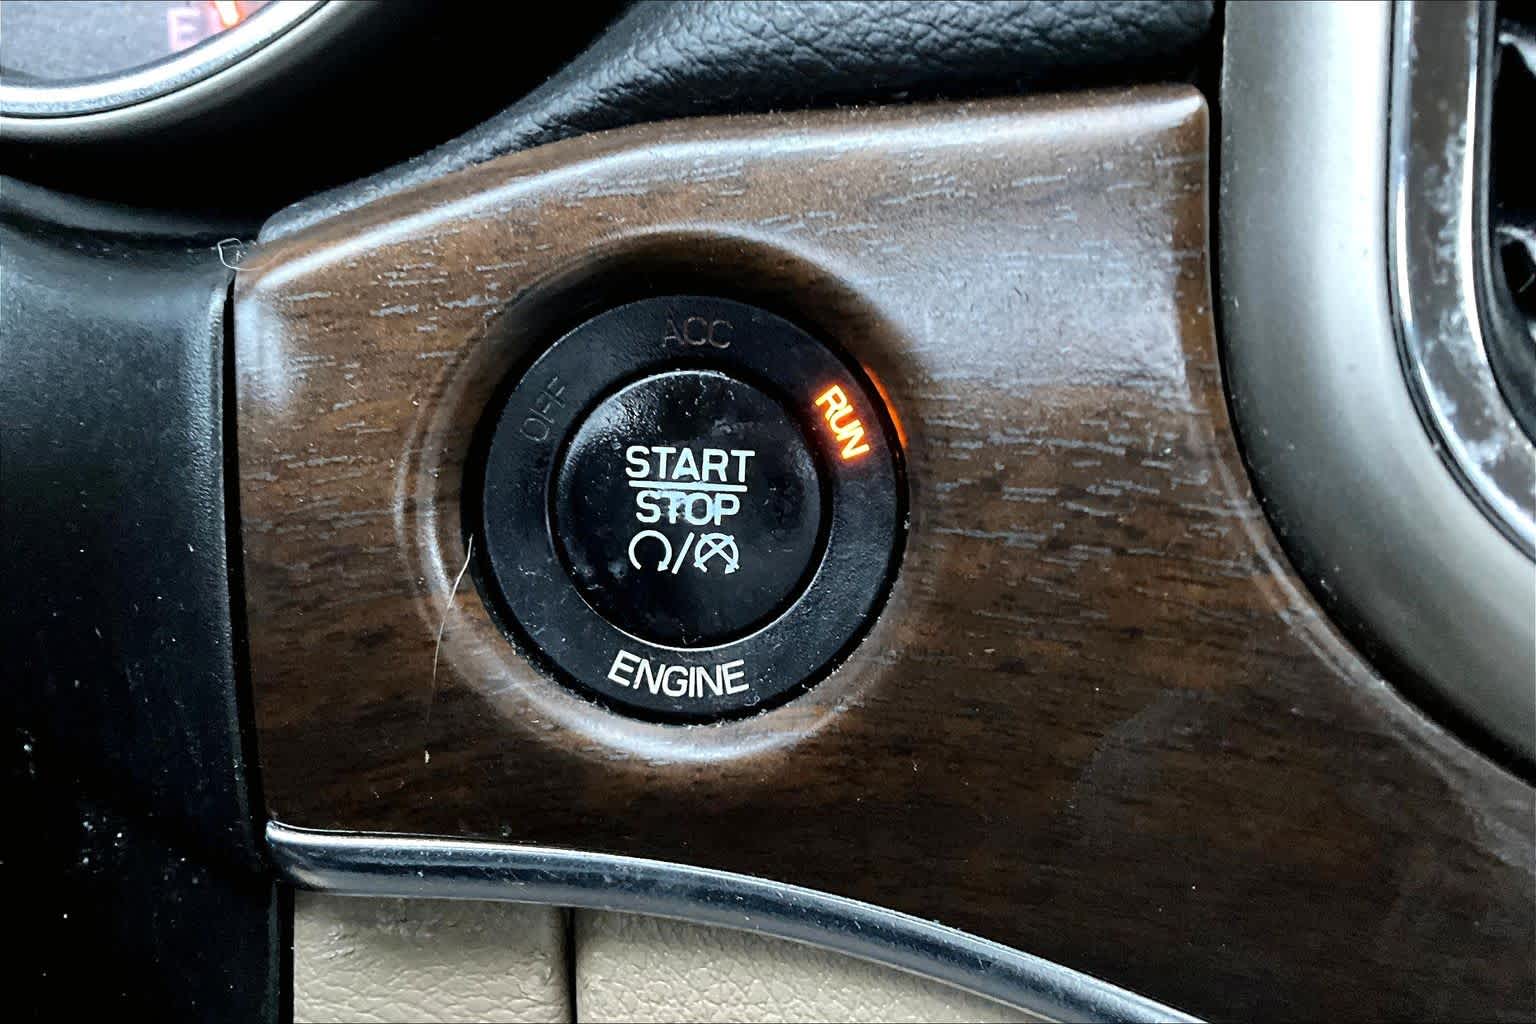 E
ACC
OFF
RUN
START
STOP
/
ENGINE